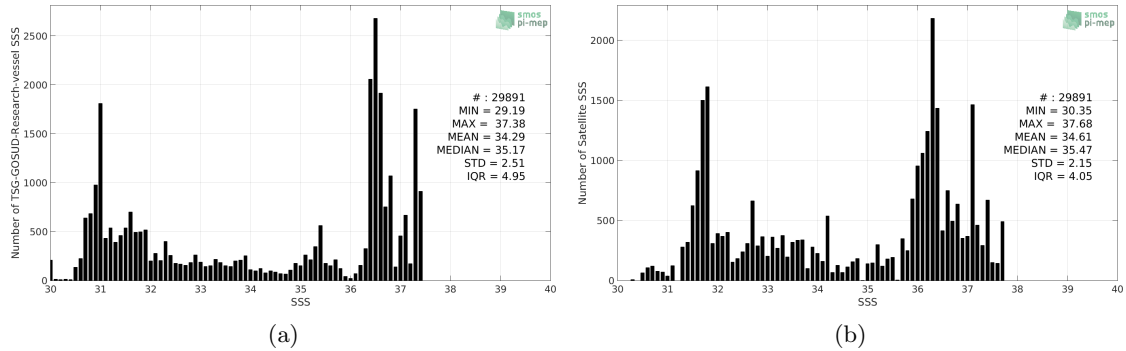 smos
pi-mep
Number of TSG-GOSUD-Research-vessel SSS
2500
2000
1500
1000
500
0
# : 29891
MIN = 29.19
MAX = 37.38
MEAN = 34.29
MEDIAN = 35.17
STD = 2.51
IQR = 4.95
30 31 32 33 34 35 36 37 38 39 40
SSS
(a)
smos
pi-mep
Number of Satellite SSS
2000
1500
1000
500
0
# : 29891
MIN = 30.35
MAX = 37.68
MEAN = 34.61
MEDIAN = 35.47
STD = 2.15
IQR = 4.05
30 31 32 33 34 35 36 37 38 39 40
SSS
(b)